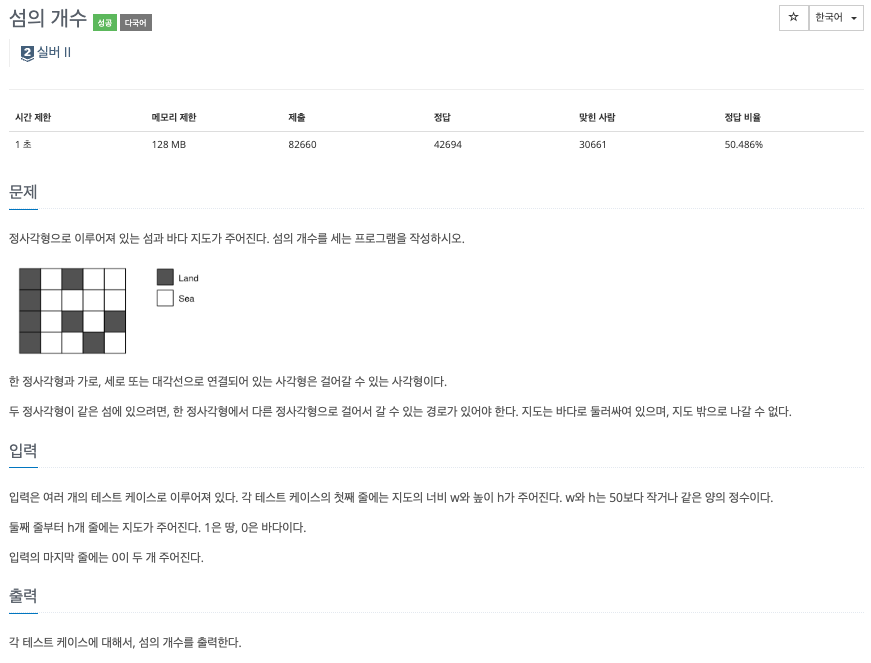 섬의 개수 성공 다국어
☆ 한국어
2 실버 II
시간 제한 메모리 제한 제출 정답 맞힌 사람 정답 비율
1 초 128 MB 82660 42694 30661 50.486%
문제
정사각형으로 이루어져 있는 섬과 바다 지도가 주어진다. 섬의 개수를 세는 프로그램을 작성하시오.
Land
Sea
한 정사각형과 가로, 세로 또는 대각선으로 연결되어 있는 사각형은 걸어갈 수 있는 사각형이다.
두 정사각형이 같은 섬에 있으려면, 한 정사각형에서 다른 정사각형으로 걸어서 갈 수 있는 경로가 있어야 한다. 지도는 바다로 둘러싸여 있으며, 지도 밖으로 나갈 수 없다.
입력
입력은 여러 개의 테스트 케이스로 이루어져 있다. 각 테스트 케이스의 첫째 줄에는 지도의 너비 w와 높이 h가 주어진다. w와 h는 50보다 작거나 같은 양의 정수이다.
둘째 줄부터 h개 줄에는 지도가 주어진다. 1은 땅, 0은 바다이다.
입력의 마지막 줄에는 0이 두 개 주어진다.
출력
각 테스트 케이스에 대해서, 섬의 개수를 출력한다.